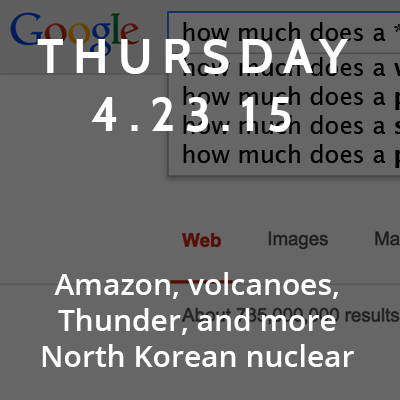 Google
how much does a *
THURSDAY
how much does a
how much does a
4.23.15
how much does a
how much does a
Web Images
Amazon, volcanoes,
About 785,000,000 results
Thunder, and more
North Korean nuclear